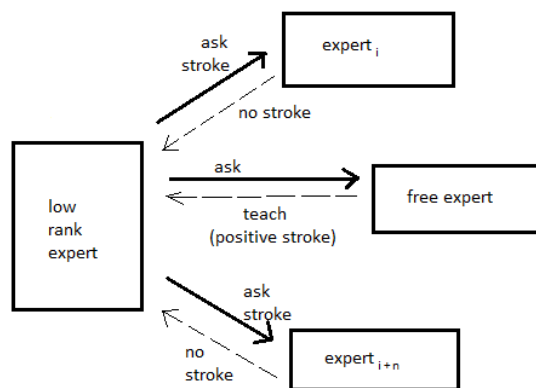 ask
stroke
expert i
no stroke
low
rank
expert
ask
teach
(positive stroke)
free expert
ask
stroke
no
stroke
expert i + n